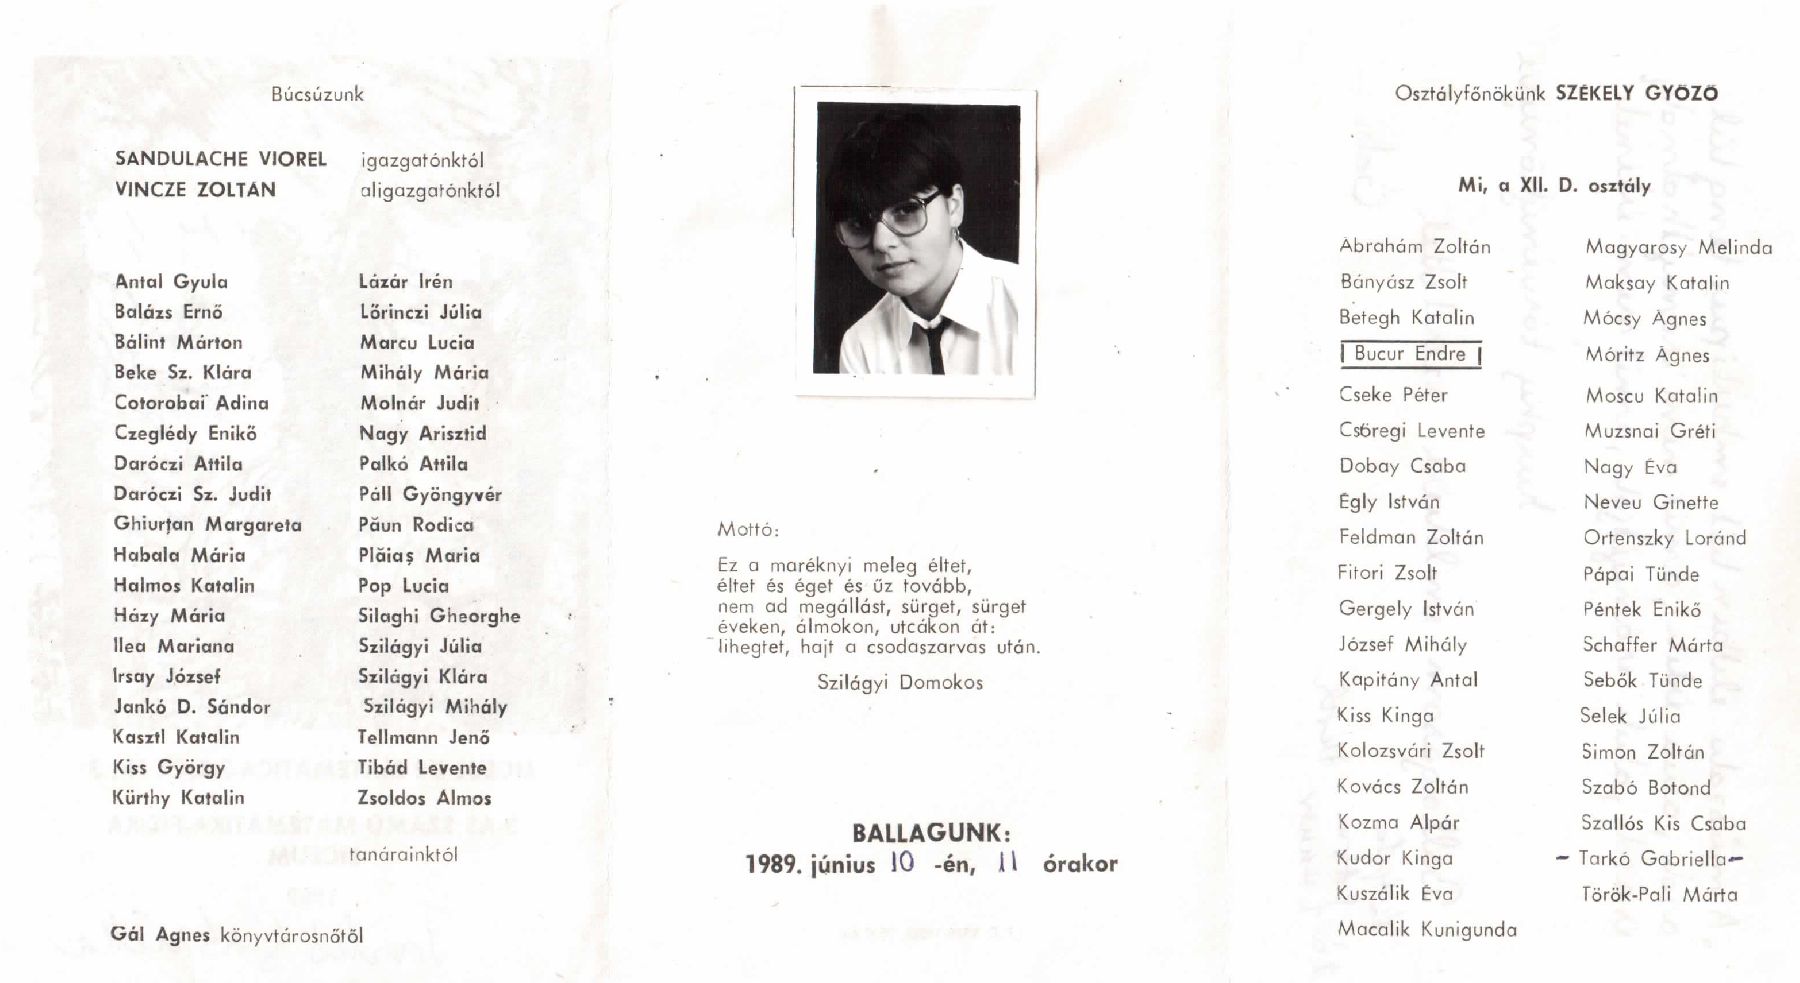 Búcsúzunk
SANDULACHE VIOREL igazgatónktól
VINCZE ZOLTÁN aligazgatónktól
Antal Gyula
Balázs Ernő
Bálint Márton
Beke Sz. Klára
Cotorobai Adina
Czeglédy Enikő
Daróczi Attila
Daróczi Sz. Judit
Ghiurțan Margareta
Habala Mária
Halmos Katalin
Házy Mária
Ilea Mariana
Irsay József
Jankó D. Sándor
Kasztl Katalin
Kiss György
Kürthy Katalin
Lázár Irén
Lőrinczi Júlia
Marcu Lucia
Mihály Mária
Molnár Judit
Nagy Arisztid
Palkó Attila
Páll Gyöngyvér
Păun Rodica
Plăiaș Maria
Pop Lucia
Silaghi Gheorghe
Szilágyi Júlia
Szilágyi Klára
Szilágyi Mihály
Tellmann Jenő
Tibád Levente
Zsoldos Álmos
tanárainktól
Gál Ágnes könyvtárosnőtől
Mottó:
Ez a maréknyi meleg éltet,
éltet és éget és űz tovább,
nem ad megállást, sürget, sürget
éveken, álmokon, utcákon át:
lihegtet, hajt a csodaszarvas után.
Szilágyi Domokos
BALLAGUNK:
1989. június 10 -én, 11 órakor
Osztályfőnökünk SZÉKELY GYŐZŐ
Mi, a XII. D. osztály
Ábrahám Zoltán
Bányász Zsolt
Betegh Katalin
Bucur Endre
Cseke Péter
Csöregi Levente
Dobay Csaba
Égly István
Feldman Zoltán
Fitori Zsolt
Gergely István
József Mihály
Kapitány Antal
Kiss Kinga
Kolozsvári Zsolt
Kovács Zoltán
Kozma Alpár
Kudor Kinga
Kuszálik Éva
Macalik Kunigunda
Magyarosy Melinda
Maksay Katalin
Mócsy Ágnes
Móritz Ágnes
Moscu Katalin
Muzsnai Gréti
Nagy Éva
Neveu Ginette
Ortenszky Loránd
Pápai Tünde
Péntek Enikő
Schaffer Márta
Sebők Tünde
Selek Júlia
Simon Zoltán
Szabó Botond
Szallós Kis Csaba
- Tarkó Gabriella -
Török-Pali Márta